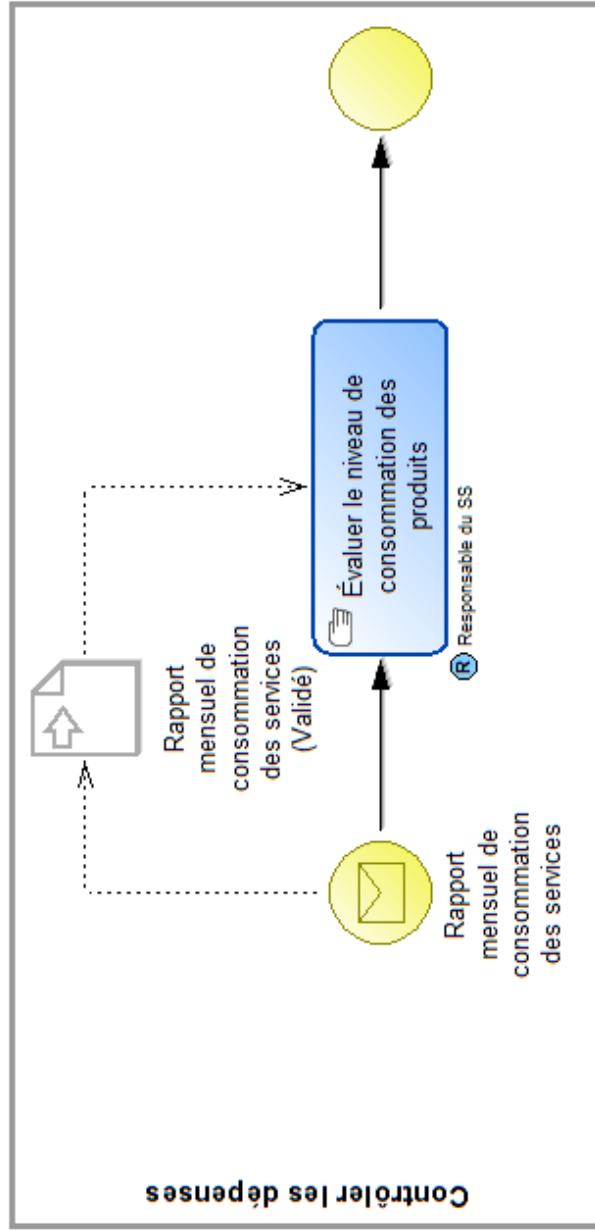 Contrôler les dépenses
Rapport
mensuel de
consommation
des services
(Validé)
Rapport
mensuel de
consommation
des services
Évaluer le niveau de
consommation des
produits
R Responsable du SS